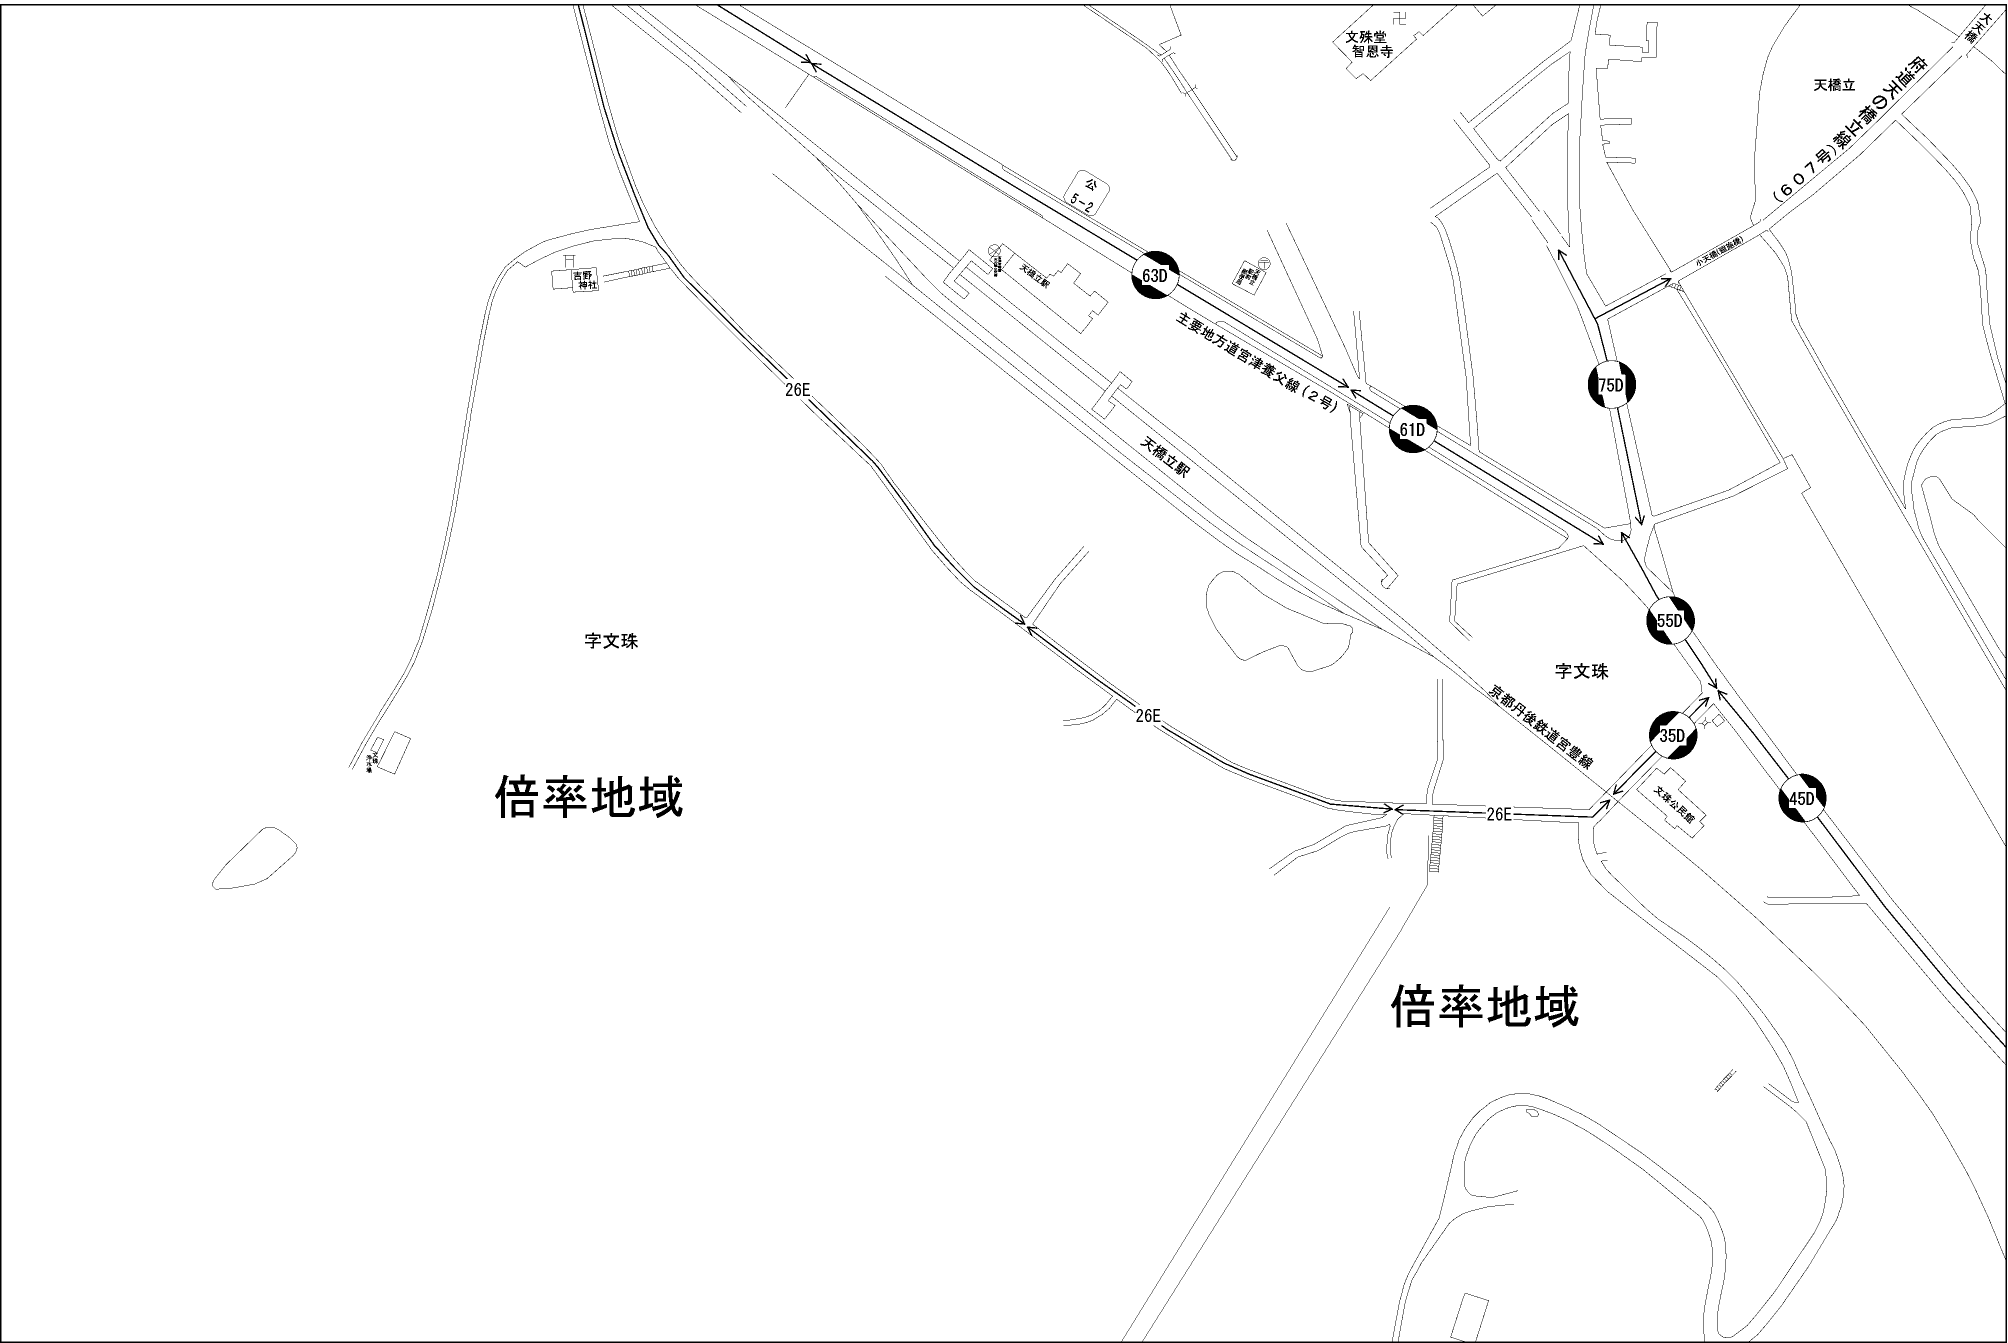 文殊堂
智恩寺
大天橋
天橋立
府道天の橋立線(607号)
公
5-2
小天橋(廻旋橋)
吉野
神社
天橋立駅
63D
主要地方道宮津養父線(2号)
26E
75D
61D
天橋立駅
字文珠
55D
字文珠
京都丹後鉄道宮豊線
26E
35D
倍率地域
文珠公民館
45D
26E
倍率地域